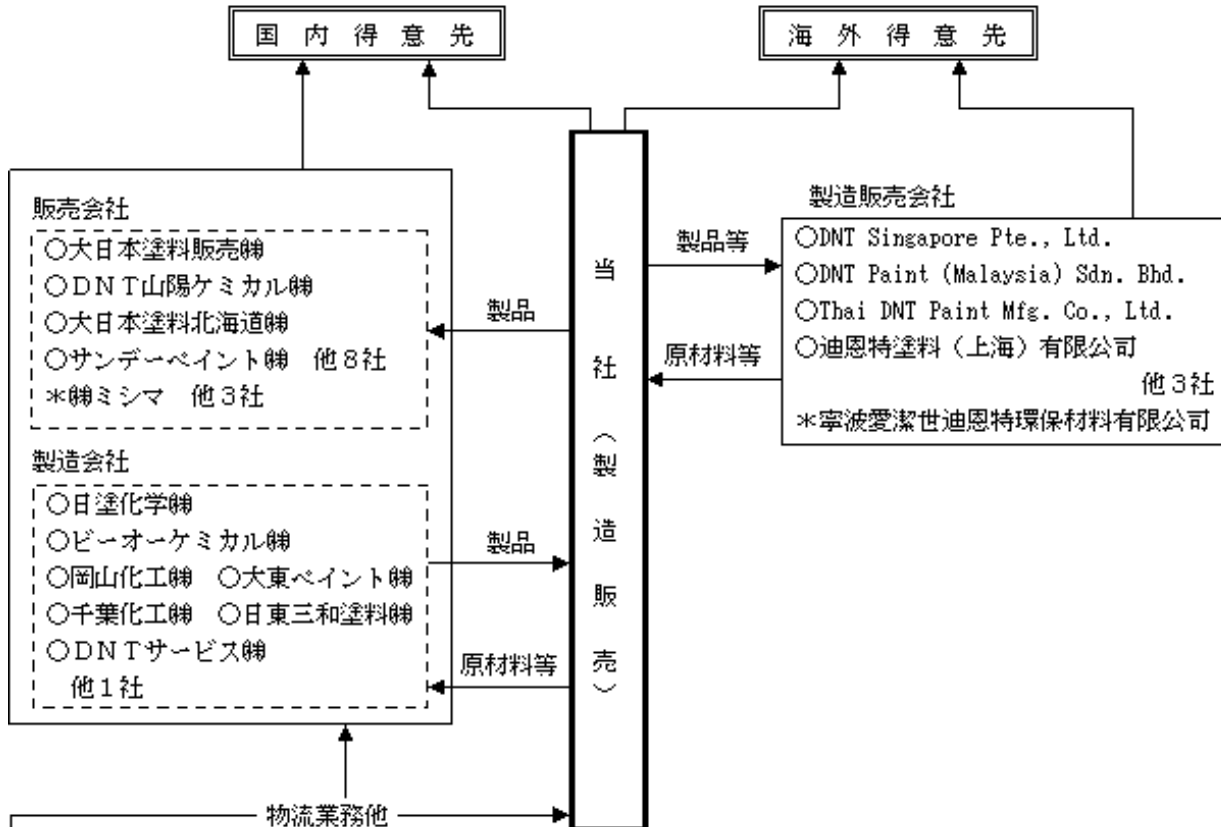 国内得意先
海外得意先
販売会社
○大日本塗料販売㈱
○DNT山陽ケミカル㈱
○大日本塗料北海道㈱
○サンデーペイント㈱ 他8社
*㈱ミシマ 他3社
製品
製造会社
○日塗化学㈱
○ビーオーケミカル㈱
○岡山化工㈱ ○大東ペイント㈱
○千葉化工㈱ ○日東三和塗料㈱
○DNTサービス㈱
他1社
製品
原材料等
当社(製造販売)
製品等
原材料等
製造販売会社
○DNT Singapore Pte., Ltd.
○DNT Paint (Malaysia) Sdn. Bhd.
○Thai DNT Paint Mfg. Co., Ltd.
○迪恩特塗料(上海)有限公司
他3社
*寧波愛潔世迪恩特環保材料有限公司
物流業務他